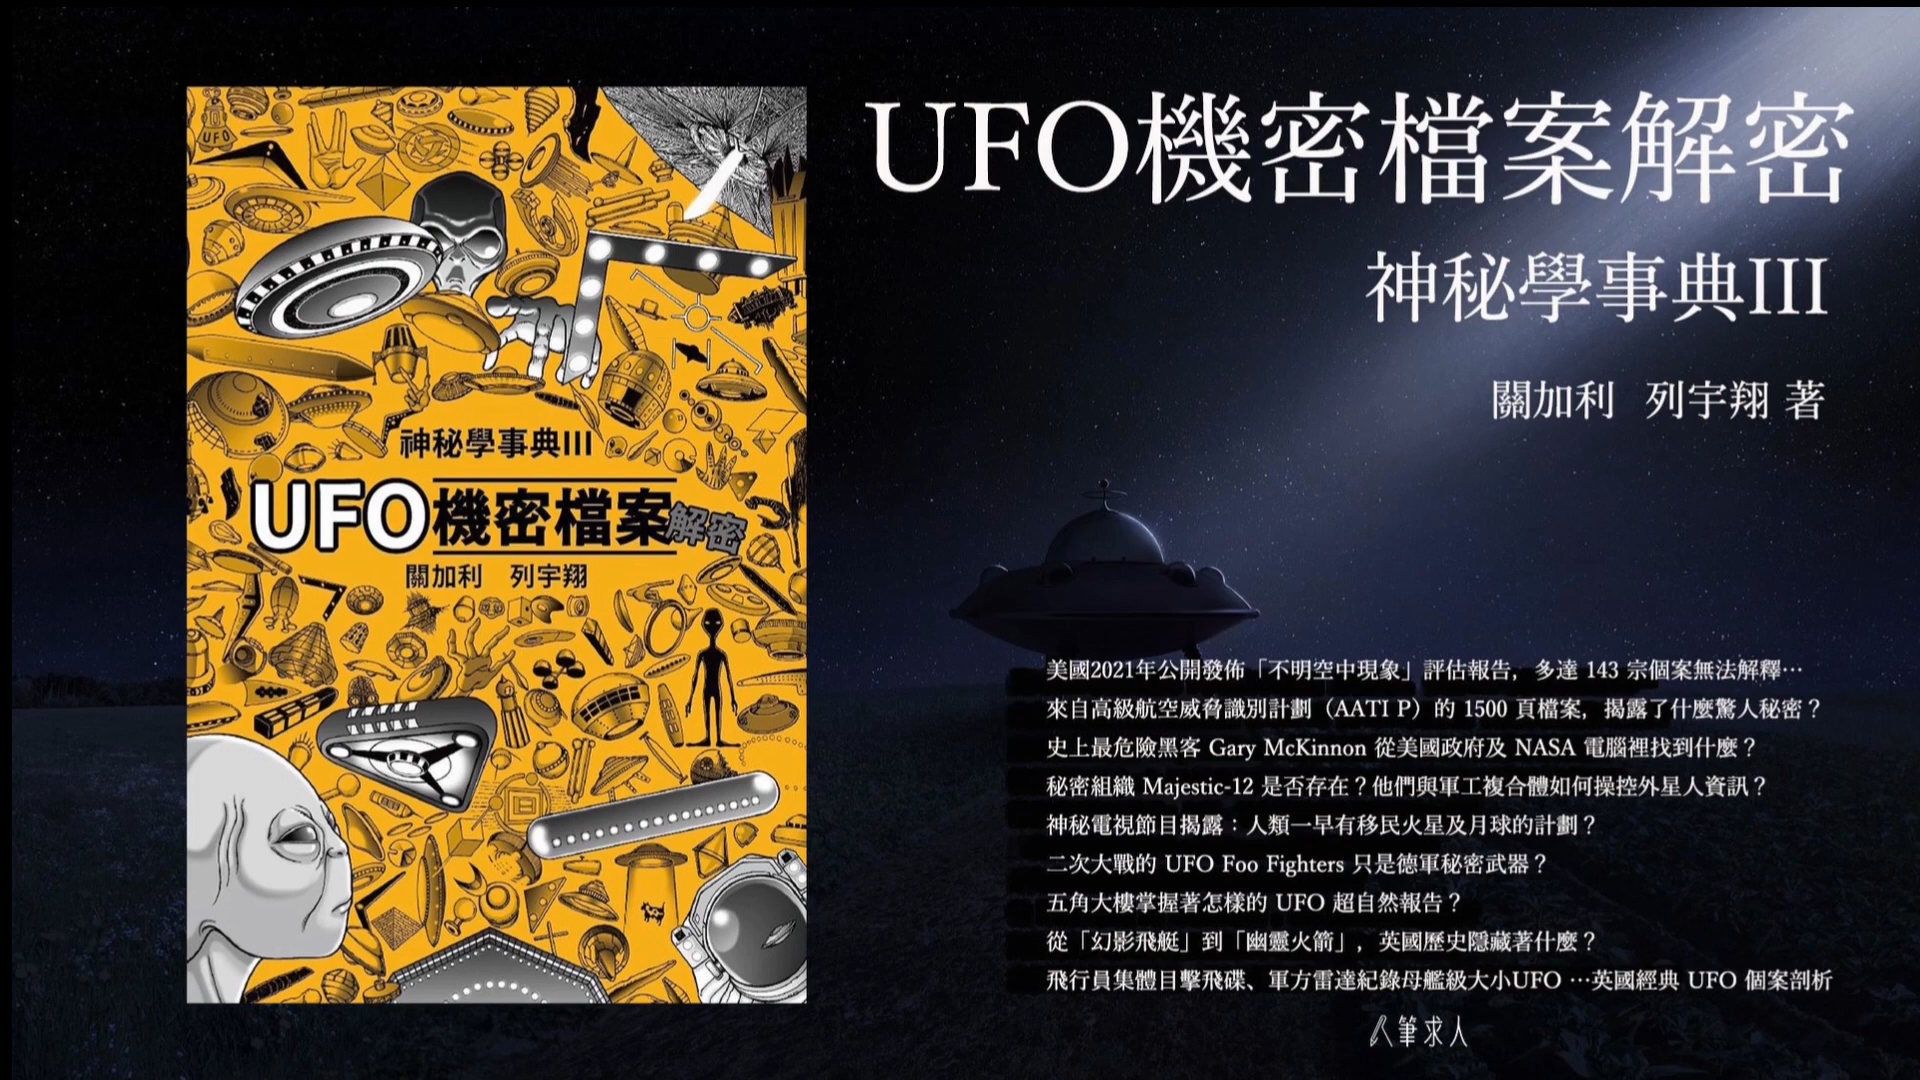 UFO
神秘學事典III
UFO機密檔案解密
關加利 列宇翔
UFO機密檔案解密
神秘學事典III
關加利 列宇翔 著
美國2021年公開發佈「不明空中現象」評估報告，多達 143 宗個案無法解釋…
來自高級航空威脅識別計劃（AATI P）的 1500 頁檔案，揭露了什麼驚人秘密？
史上最危險黑客 Gary McKinnon 從美國政府及 NASA 電腦裡找到什麼？
秘密組織 Majestic-12 是否存在？他們與軍工複合體如何操控外星人資訊？
神秘電視節目揭露：人類一早有移民火星及月球的計劃？
二次大戰的 UFO Foo Fighters 只是德軍秘密武器？
五角大樓掌握著怎樣的 UFO 超自然報告？
從「幻影飛艇」到「幽靈火箭」，英國歷史隱藏著什麼？
飛行員集體目擊飛碟、軍方雷達紀錄母艦級大小UFO …英國經典 UFO 個案剖析
筆求人